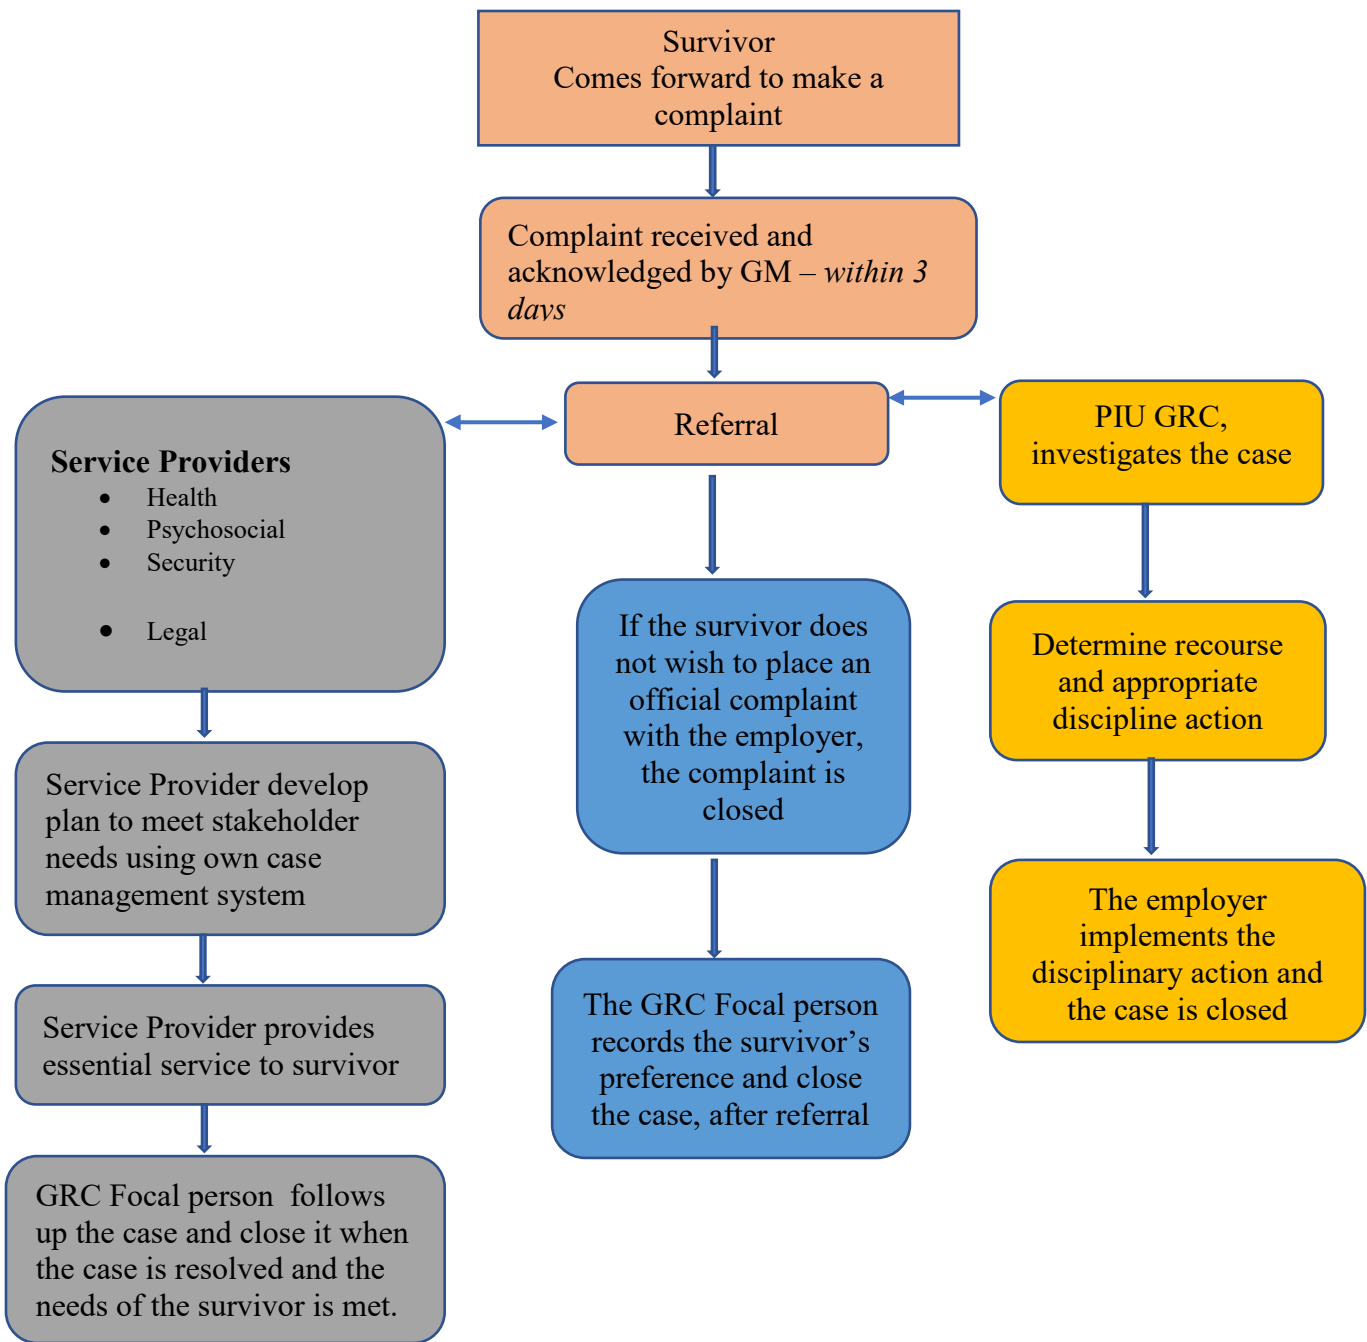 Survivor
Comes forward to make a
complaint
Complaint received and
acknowledged by GM – within 3
days
Referral
Service Providers
• Health
• Psychosocial
• Security
• Legal
PIU GRC,
investigates the case
If the survivor does
not wish to place an
official complaint
with the employer,
the complaint is
closed
Determine recourse
and appropriate
discipline action
Service Provider develop
plan to meet stakeholder
needs using own case
management system
The employer
implements the
disciplinary action and
the case is closed
The GRC Focal person
records the survivor’s
preference and close
the case, after referral
Service Provider provides
essential service to survivor
GRC Focal person  follows
up the case and close it when
the case is resolved and the
needs of the survivor is met.